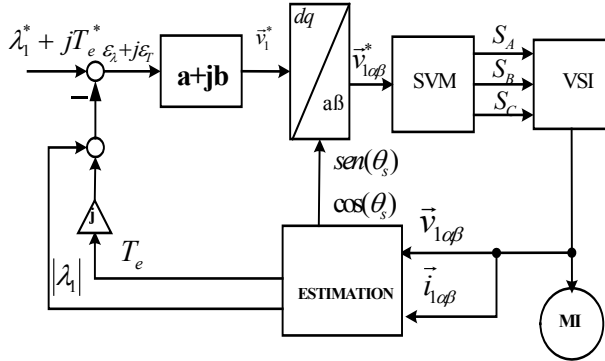 λ₁* + jTₑ* ε_λ + jε_T
a+jb
v⃗₁*
dq
aß
v⃗₁αβ*
SVM
S_A
S_B
S_C
VSI
sen(θₛ)
cos(θₛ)
j
Tₑ
|λ₁|
ESTIMATION
v⃗₁αβ
i⃗₁αβ
MI